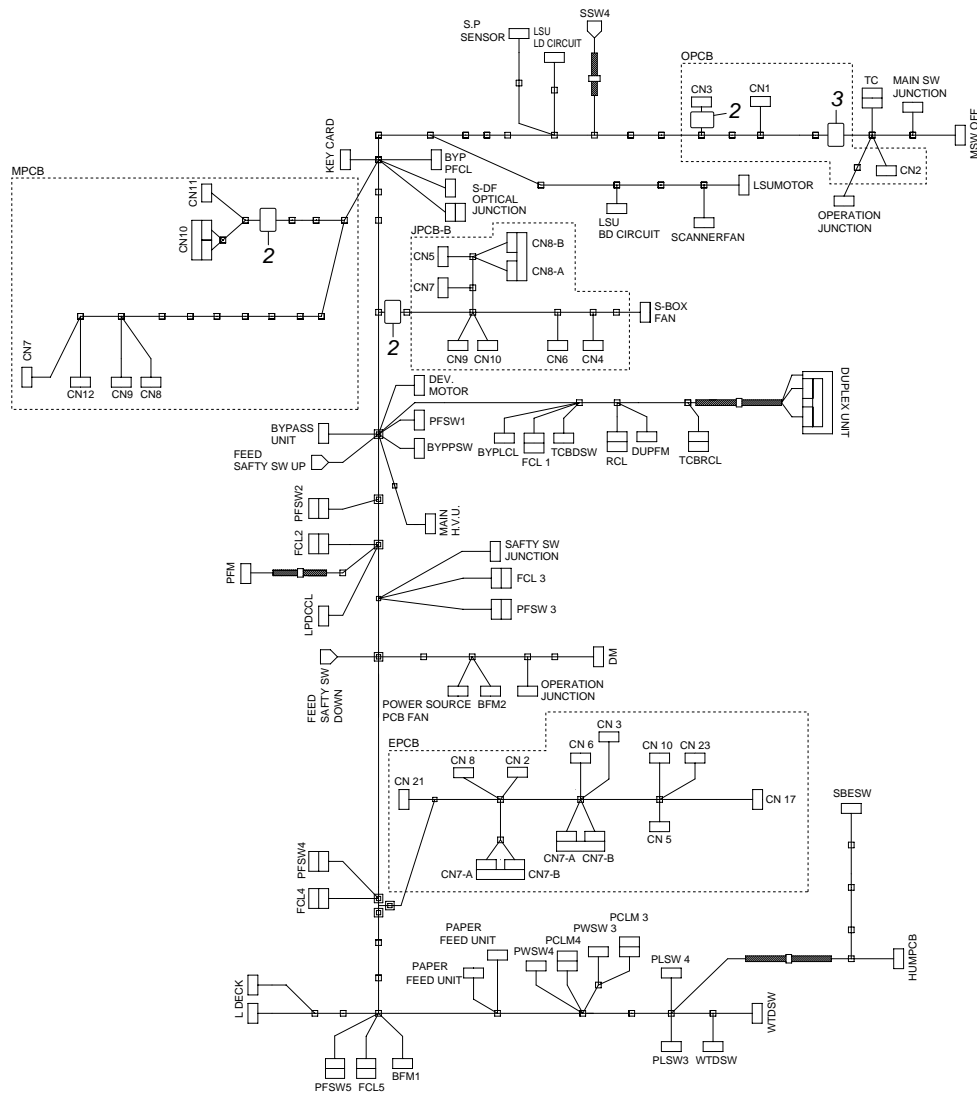 SSW4
S.P
SENSOR
LSU
LD CIRCUIT
OPCB
CN3
2
CN1
3
TC
MAIN SW
JUNCTION
MSW OFF
CN2
OPERATION
JUNCTION
KEY CARD
BYP
PFCL
S-DF
OPTICAL
JUNCTION
LSUMOTOR
LSU
BD CIRCUIT
SCANNERFAN
MPCB
CN11
CN10
2
CN7
CN12
CN9
CN8
JPCB-B
CN5
CN8-B
CN8-A
CN7
2
CN9
CN10
CN6
CN4
S-BOX
FAN
DEV.
MOTOR
PFSW1
BYPPSW
BYPASS
UNIT
FEED
SAFTY SW UP
BYPLCL
FCL 1
TCBDSW
RCL
DUPFM
TCBRCL
DUPLEX UNIT
PFSW2
MAIN
H.V.U.
FCL2
PFM
LPDCCL
SAFTY SW
JUNCTION
FCL 3
PFSW 3
FEED
SAFTY SW
DOWN
POWER SOURCE
PCB FAN
BFM2
OPERATION
JUNCTION
DM
EPCB
CN 21
CN 8
CN 2
CN 6
CN 3
CN 10
CN 23
CN 17
CN 5
CN7-A
CN7-B
CN7-A
CN7-B
SBESW
PFSW4
FCL4
PAPER
FEED UNIT
PAPER
FEED UNIT
PWSW4
PCLM4
PWSW 3
PCLM 3
PLSW 4
HUMPCB
L DECK
PFSW5
FCL5
BFM1
PLSW3
WTDSW
WTDSW